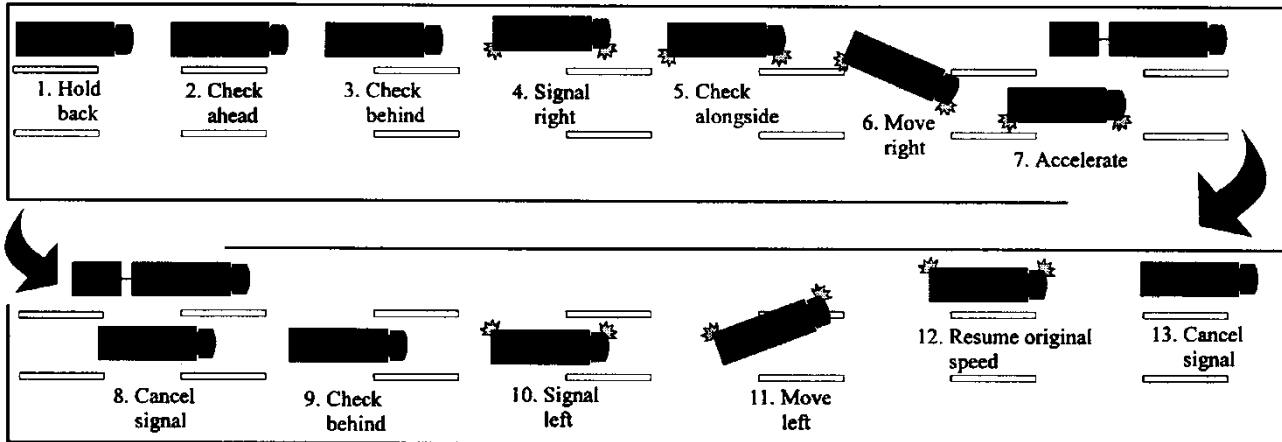 1. Hold
back
2. Check
ahead
3. Check
behind
4. Signal
right
5. Check
alongside
6. Move
right
7. Accelerate
8. Cancel
signal
9. Check
behind
10. Signal
left
11. Move
left
12. Resume original
speed
13. Cancel
signal